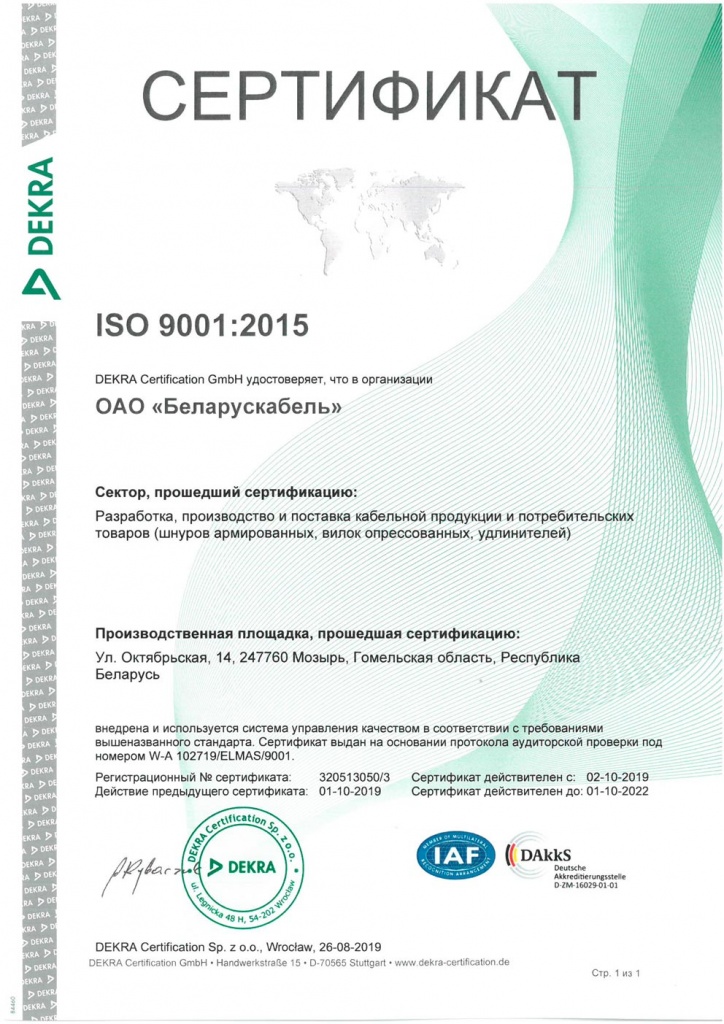 СЕРТИФИКАТ
DEKRA
ISO 9001:2015
DEKRA Certification GmbH удостоверяет, что в организации
ОАО «Беларускабель»
Сектор, прошедший сертификацию:
Разработка, производство и поставка кабельной продукции и потребительских
товаров (шнуров армированных, вилок опрессованных, удлинителей)
Производственная площадка, прошедшая сертификацию:
Ул. Октябрьская, 14, 247760 Мозырь, Гомельская область, Республика
Беларусь
внедрена и используется система управления качеством в соответствии с требованиями
вышеназванного стандарта. Сертификат выдан на основании протокола аудиторской проверки под
номером W-A 102719/ELMAS/9001.
Регистрационный № сертификата: 320513050/3 Сертификат действителен с: 02-10-2019
Действие предыдущего сертификата: 01-10-2019 Сертификат действителен до: 01-10-2022
DEKRA Certification Sp. z o.o.
DEKRA
ul. Legnicka 48 H, 54-202 Wrocław
MEMBER OF MULTILATERAL
IAF
RECOGNITION ARRANGEMENT
DAkkS
Deutsche
Akkreditierungsstelle
D-ZM-16029-01-01
DEKRA Certification Sp. z o.o., Wrocław, 26-08-2019
DEKRA Certification GmbH • Handwerkstraße 15 • D-70565 Stuttgart • www.dekra-certification.de
Стр. 1 из 1